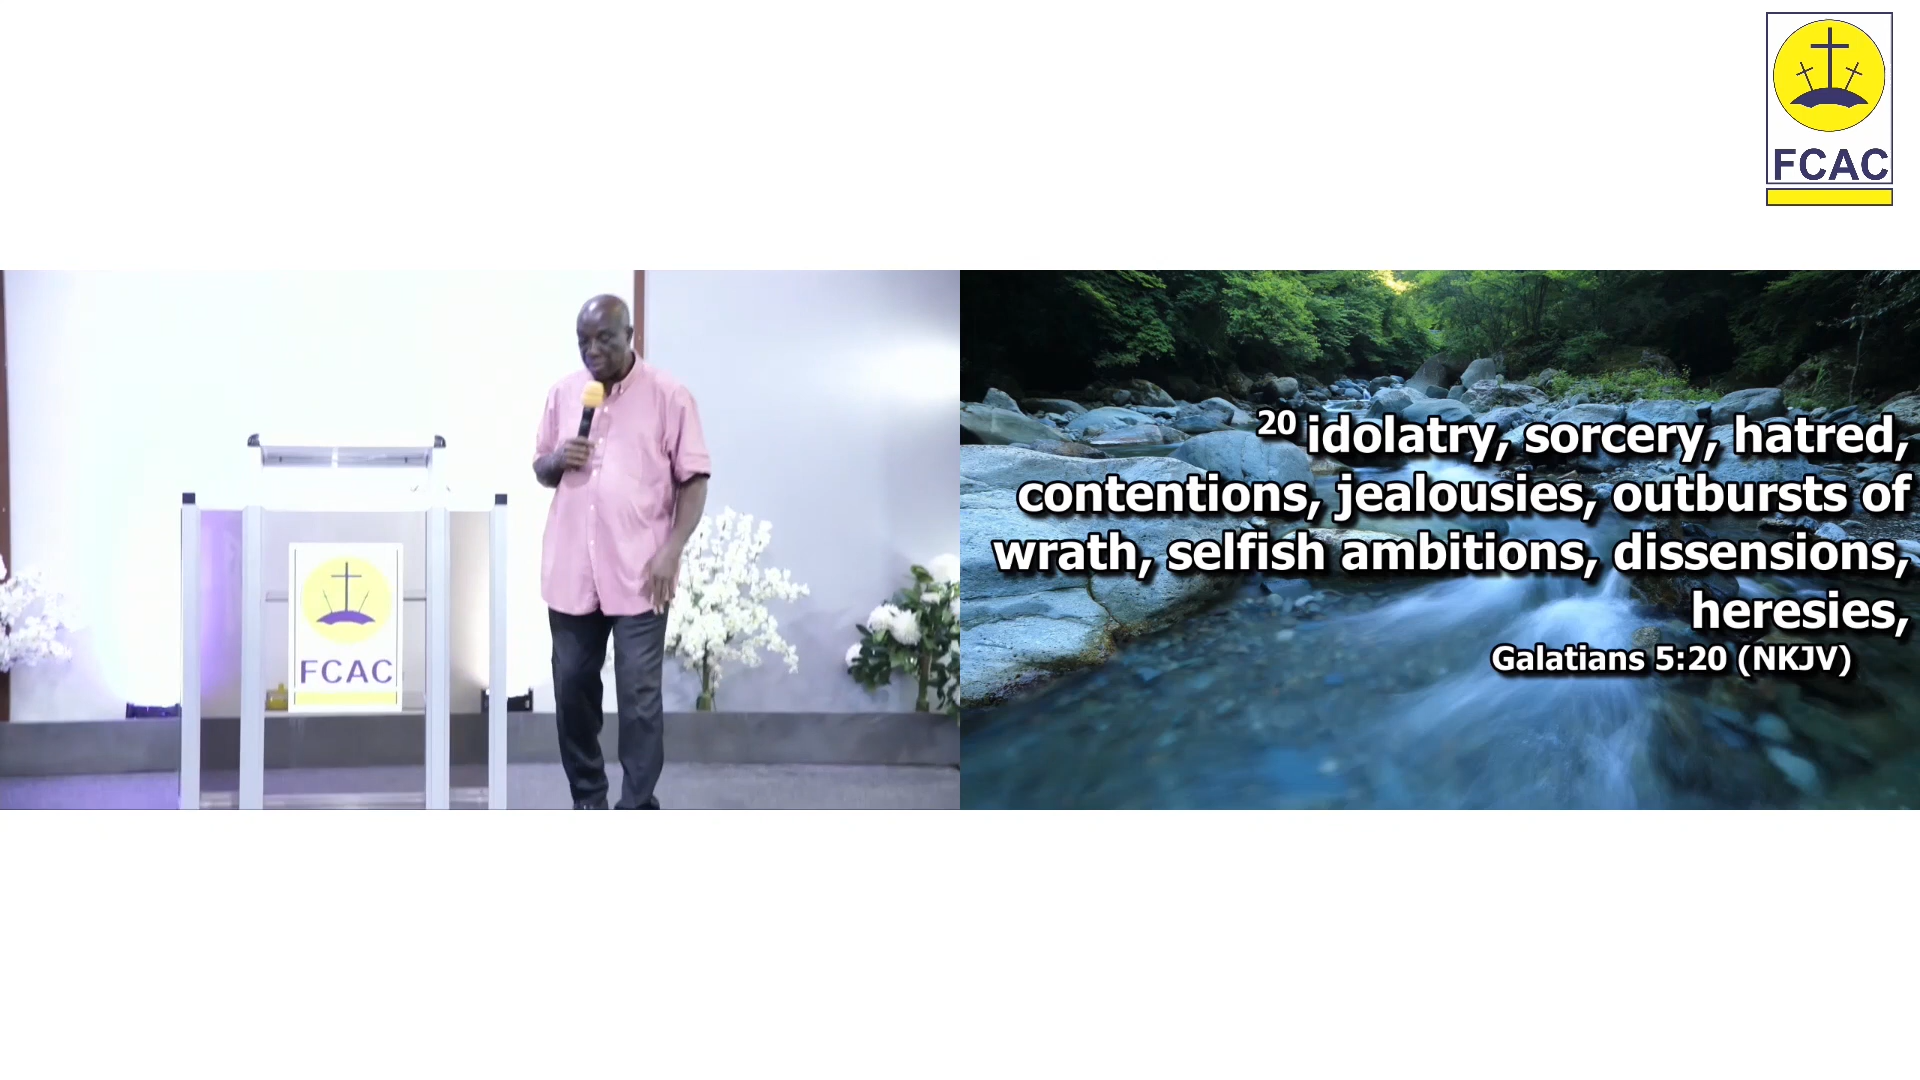 FCAC
20 idolatry, sorcery, hatred,
contentions, jealousies, outbursts of
wrath, selfish ambitions, dissensions,
heresies,
Galatians 5:20 (NKJV)
FCAC